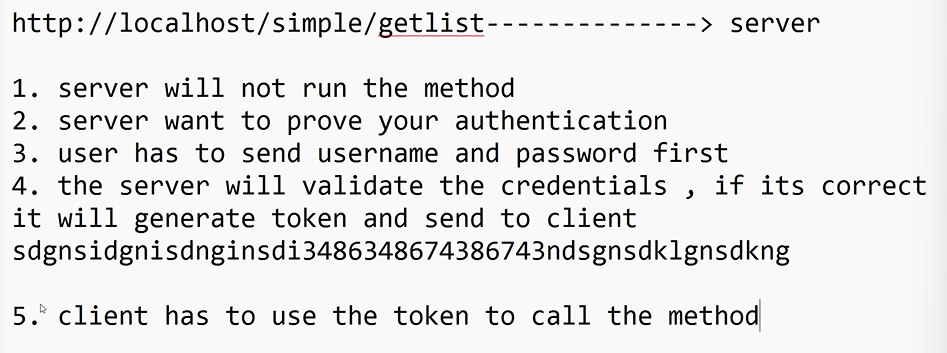 http://localhost/simple/getlist--------------> server
1. server will not run the method
2. server want to prove your authentication
3. user has to send username and password first
4. the server will validate the credentials , if its correct
it will generate token and send to client
sdgnsidgnisdnginsdi3486348674386743ndsgnsdklgnsdkng
5. client has to use the token to call the method